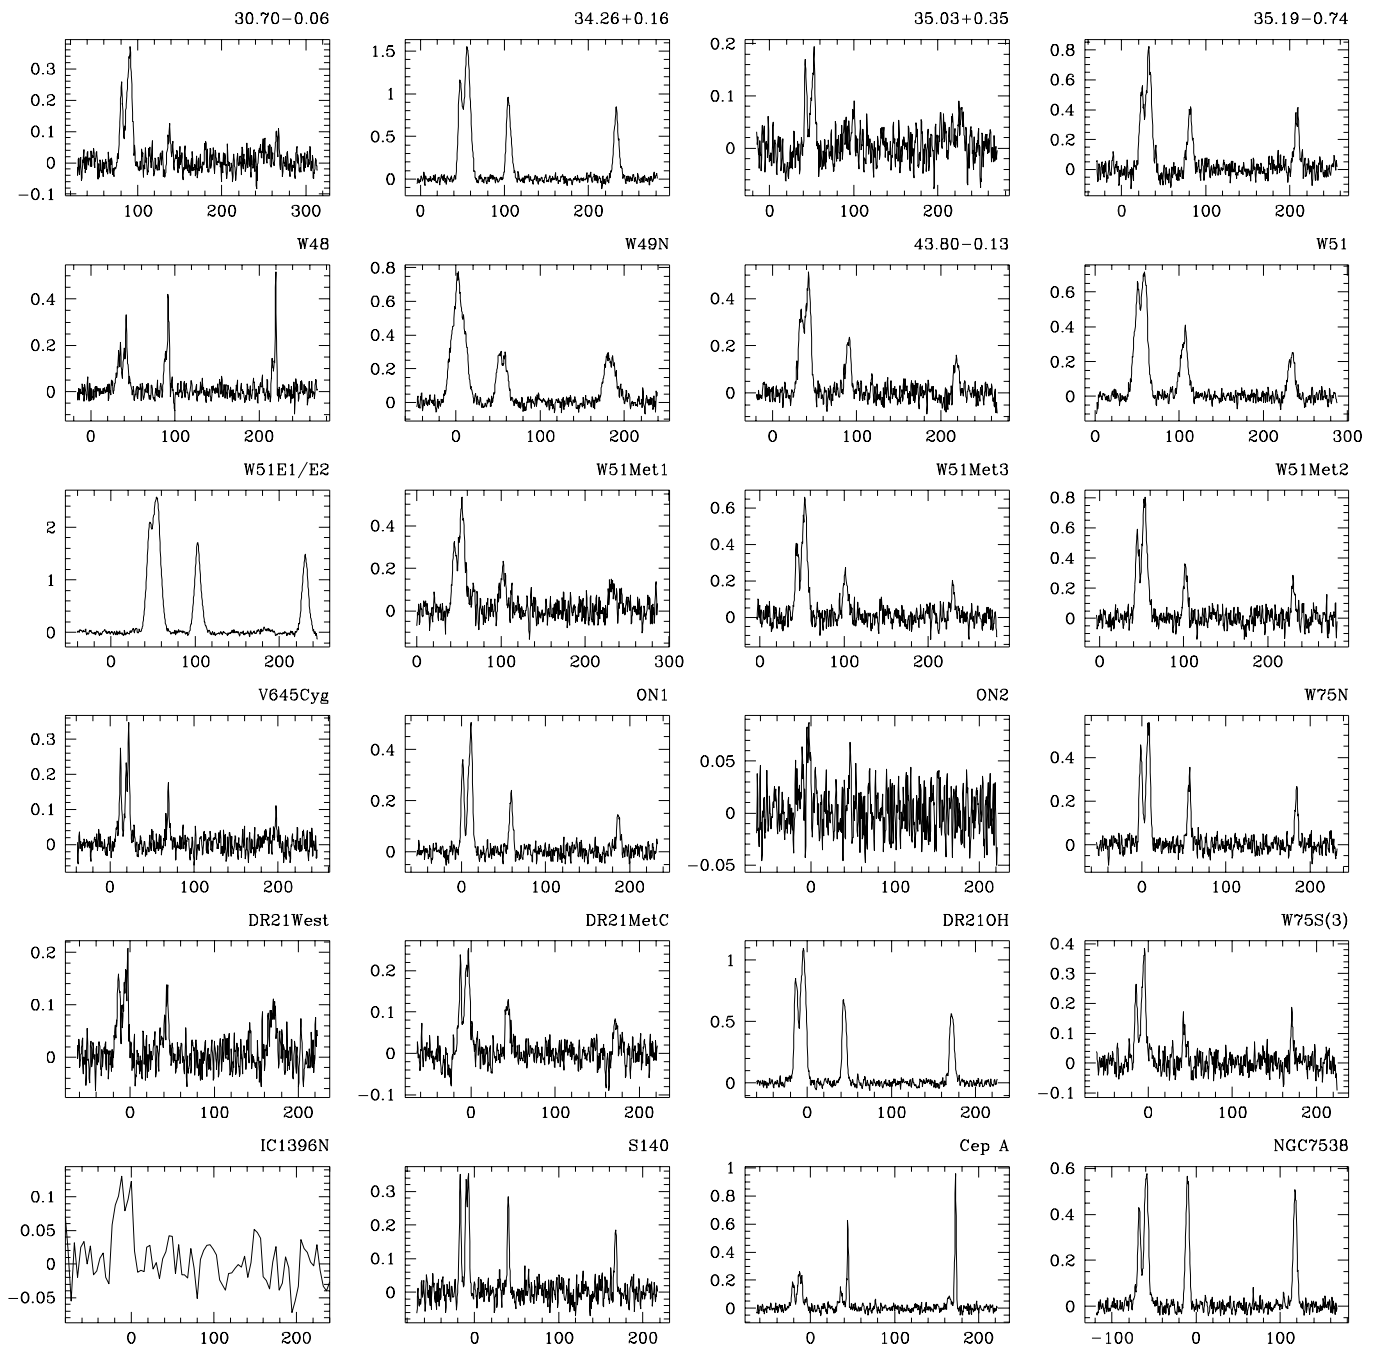 30.70−0.06 34.26+0.16 35.03+0.35 35.19−0.74
0.3 0.2 0.1 0 −0.1 100 200 300
1.5 1 0.5 0 0 100 200
0.2 0.1 0 0 100 200
0.8 0.6 0.4 0.2 0 0 100 200
W48 W49N 43.80−0.13 W51
0.4 0.2 0 0 100 200
0.8 0.6 0.4 0.2 0 0 100 200
0.4 0.2 0 0 100 200
0.6 0.4 0.2 0 0 100 200 300
W51E1/E2 W51Met1 W51Met3 W51Met2
2 1 0 0 100 200
0.4 0.2 0 0 100 200 300
0.6 0.4 0.2 0 0 100 200
0.8 0.6 0.4 0.2 0 0 100 200
V645Cyg ON1 ON2 W75N
0.3 0.2 0.1 0 0 100 200
0.4 0.2 0 0 100 200
0.05 0 −0.05 0 100 200
0.4 0.2 0 0 100 200
DR21West DR21MetC DR21OH W75S(3)
0.2 0.1 0 0 100 200
0.2 0.1 0 −0.1 0 100 200
1 0.5 0 0 100 200
0.4 0.3 0.2 0.1 0 −0.1 0 100 200
IC1396N S140 Cep A NGC7538
0.1 0.05 0 −0.05 0 100 200
0.3 0.2 0.1 0 0 100 200
1 0.8 0.6 0.4 0.2 0 0 100 200
0.6 0.4 0.2 0 −100 0 100